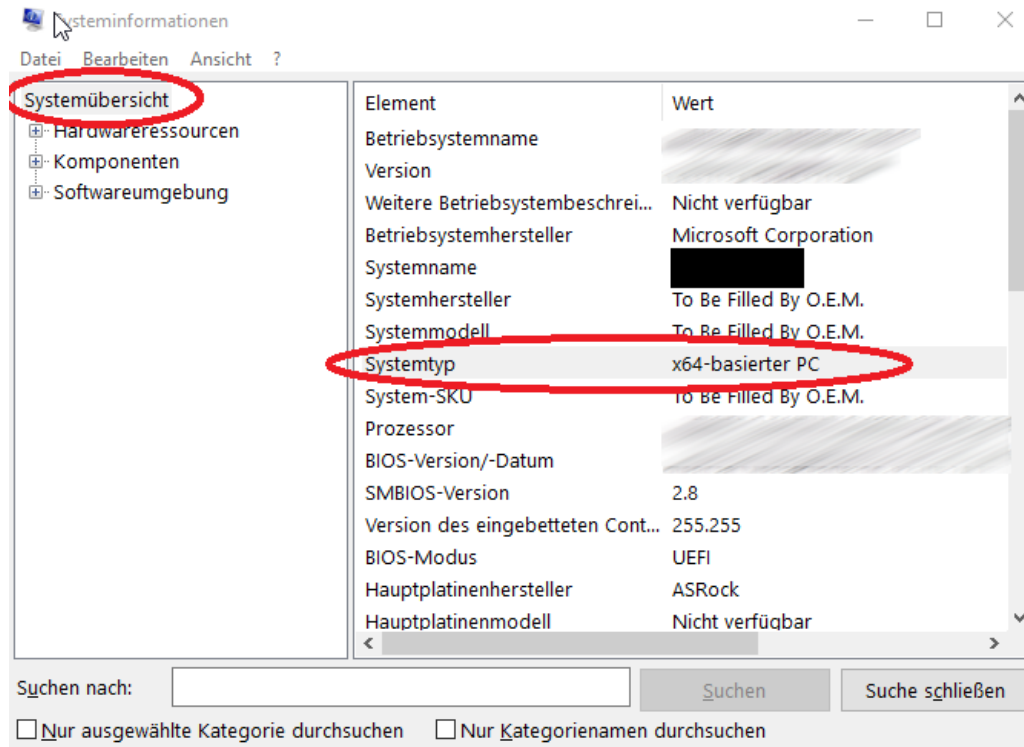 Systeminformationen
Datei Bearbeiten Ansicht ?
Systemübersicht
Hardwareressourcen
Komponenten
Softwareumgebung
Element Wert
Betriebsystemname
Version
Weitere Betriebsystembeschrei... Nicht verfügbar
Betriebsystemhersteller Microsoft Corporation
Systemname
Systemhersteller To Be Filled By O.E.M.
Systemmodell To Be Filled By O.E.M.
Systemtyp x64-basierter PC
System-SKU To Be Filled By O.E.M.
Prozessor
BIOS-Version/-Datum
SMBIOS-Version 2.8
Version des eingebetteten Cont... 255.255
BIOS-Modus UEFI
Hauptplatinenhersteller ASRock
Hauptplatinenmodell Nicht verfügbar
Suchen nach: Suchen Suche schließen
Nur ausgewählte Kategorie durchsuchen Nur Kategorienamen durchsuchen